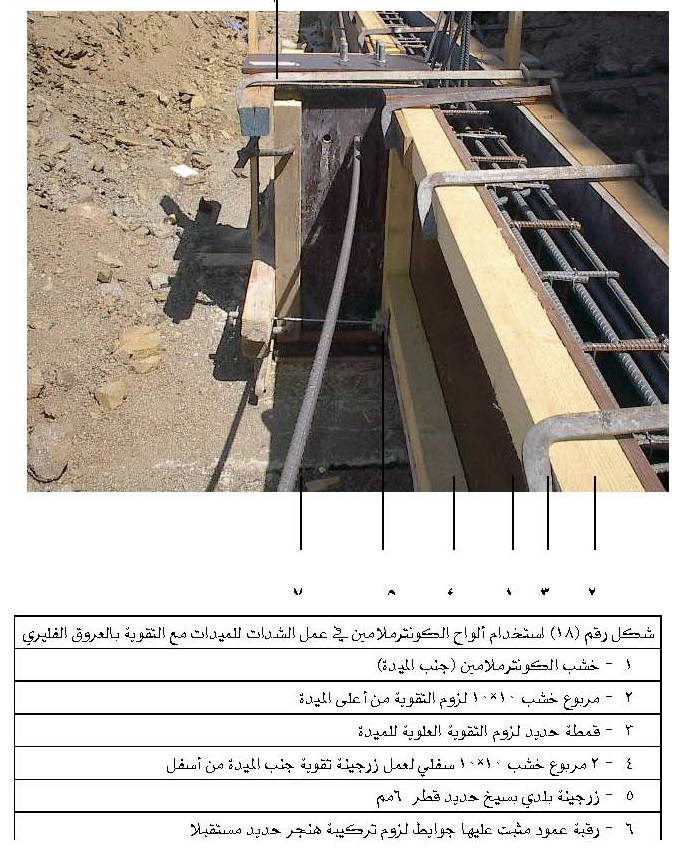 ٧ ٥ ٤ ١ ٣ ٢
شكل رقم (١٨) استخدام ألواح الكونترملامين في عمل الشدات للميدات مع التقوية بالعروق الفليري
١ - خشب الكونترملامين (جنب الميدة)
٢ - مربوع خشب ١٠×١٠ لزوم التقوية من أعلى الميدة
٣ - قمطة حديد لزوم التقوية العلوية للميدة
٤ - ٢ مربوع خشب ١٠×١٠ سفلي لعمل زرجينة تقوية جنب الميدة من أسفل
٥ - زرجينة بلدي بسيخ حديد قطر ٦مم
٦ - رقبة عمود مثبت عليها جوايط لزوم تركيبة هنجر حديد مستقبلا